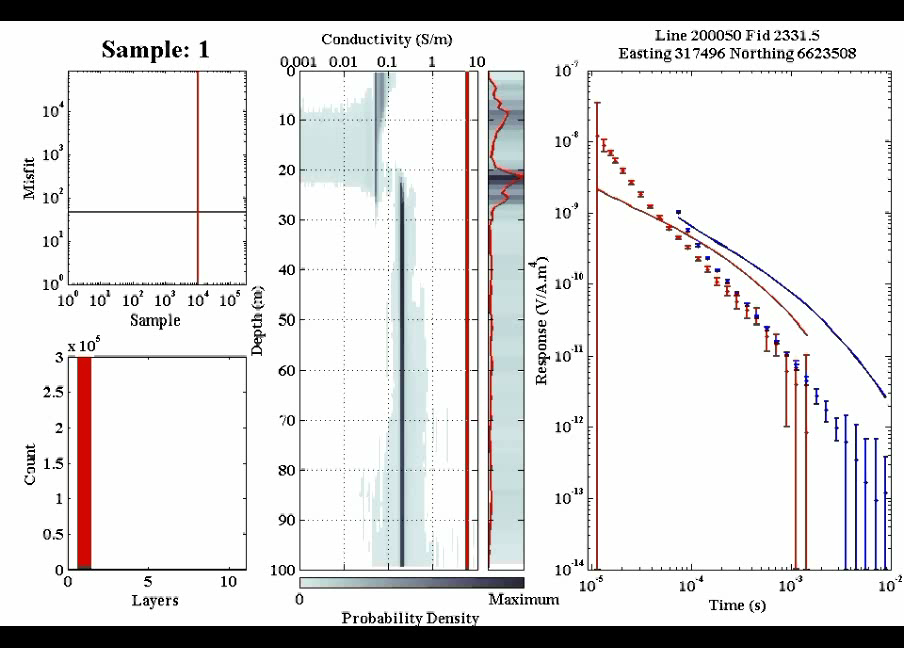 Sample: 1
Misfit
10^4
10^3
10^2
10^1
10^0
10^0 10^1 10^2 10^3 10^4 10^5
Sample
x 10^5
Count
3
2.5
2
1.5
1
0.5
0
0 5 10
Layers
Conductivity (S/m)
0.001 0.01 0.1 1 10
Depth (m)
0
10
20
30
40
50
60
70
80
90
100
0 Maximum
Probability Density
Line 200050 Fid 2331.5
Easting 317496 Northing 6623508
Response (V/A.m^4)
10^-7
10^-8
10^-9
10^-10
10^-11
10^-12
10^-13
10^-14
10^-5 10^-4 10^-3 10^-2
Time (s)